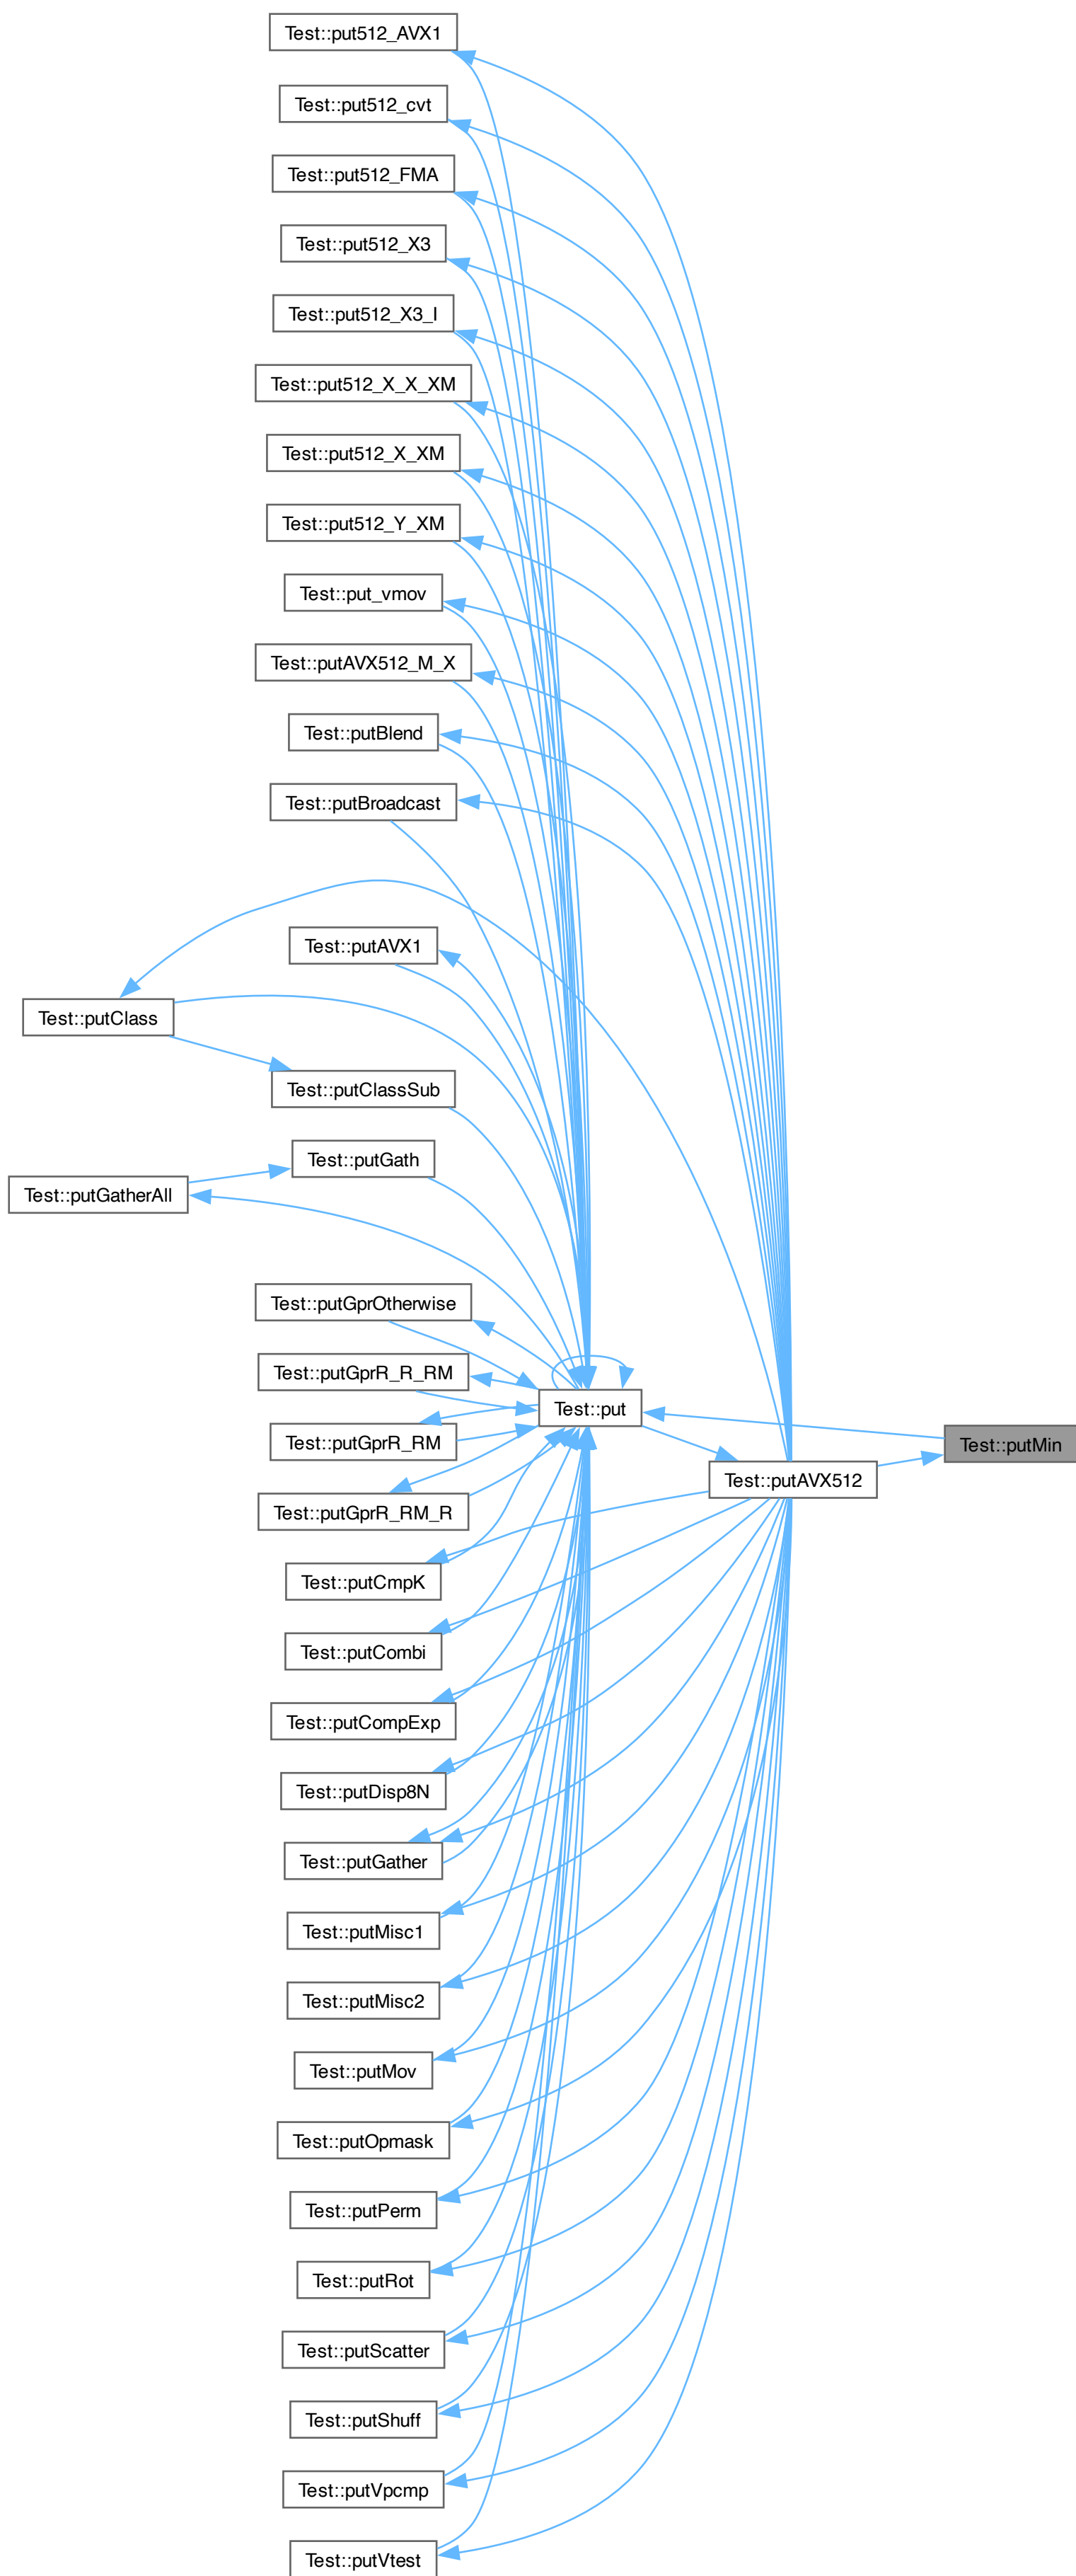 Test::put512_AVX1
Test::put512_cvt
Test::put512_FMA
Test::put512_X3
Test::put512_X3_I
Test::put512_X_X_XM
Test::put512_X_XM
Test::put512_Y_XM
Test::put_vmov
Test::putAVX512_M_X
Test::putBlend
Test::putBroadcast
Test::putAVX1
Test::putClass
Test::putClassSub
Test::putGath
Test::putGatherAll
Test::putGprOtherwise
Test::putGprR_R_RM
Test::put
Test::putGprR_RM
Test::putMin
Test::putAVX512
Test::putGprR_RM_R
Test::putCmpK
Test::putCombi
Test::putCompExp
Test::putDisp8N
Test::putGather
Test::putMisc1
Test::putMisc2
Test::putMov
Test::putOpmask
Test::putPerm
Test::putRot
Test::putScatter
Test::putShuff
Test::putVpcmp
Test::putVtest